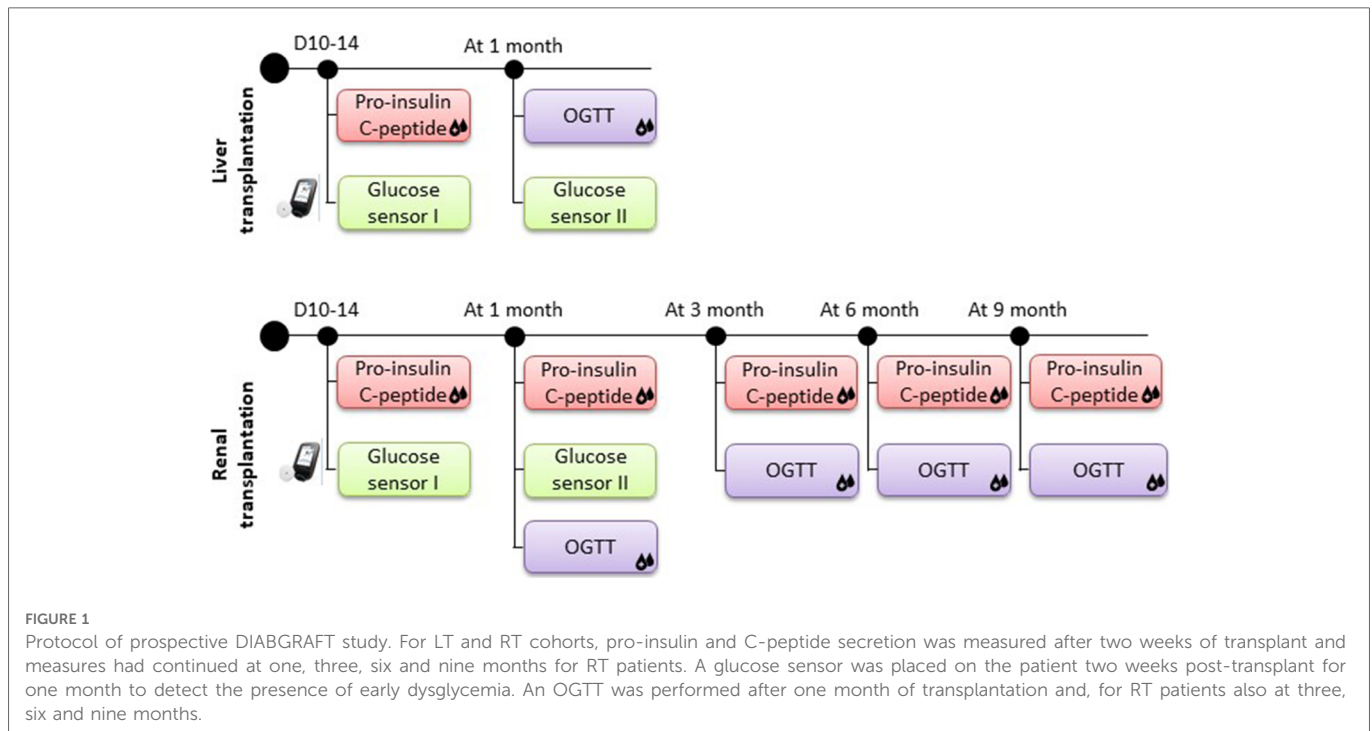 D10-14
At 1 month
Liver
transplantation
Pro-insulin
C-peptide
OGTT
Glucose
sensor I
Glucose
sensor II
D10-14
At 1 month
At 3 month
At 6 month
At 9 month
Renal
transplantation
Pro-insulin
C-peptide
Pro-insulin
C-peptide
Pro-insulin
C-peptide
Pro-insulin
C-peptide
Pro-insulin
C-peptide
Glucose
sensor I
Glucose
sensor II
OGTT
OGTT
OGTT
OGTT
FIGURE 1
Protocol of prospective DIABGRAFT study. For LT and RT cohorts, pro-insulin and C-peptide secretion was measured after two weeks of transplant and
measures had continued at one, three, six and nine months for RT patients. A glucose sensor was placed on the patient two weeks post-transplant for
one month to detect the presence of early dysglycemia. An OGTT was performed after one month of transplantation and, for RT patients also at three,
six and nine months.